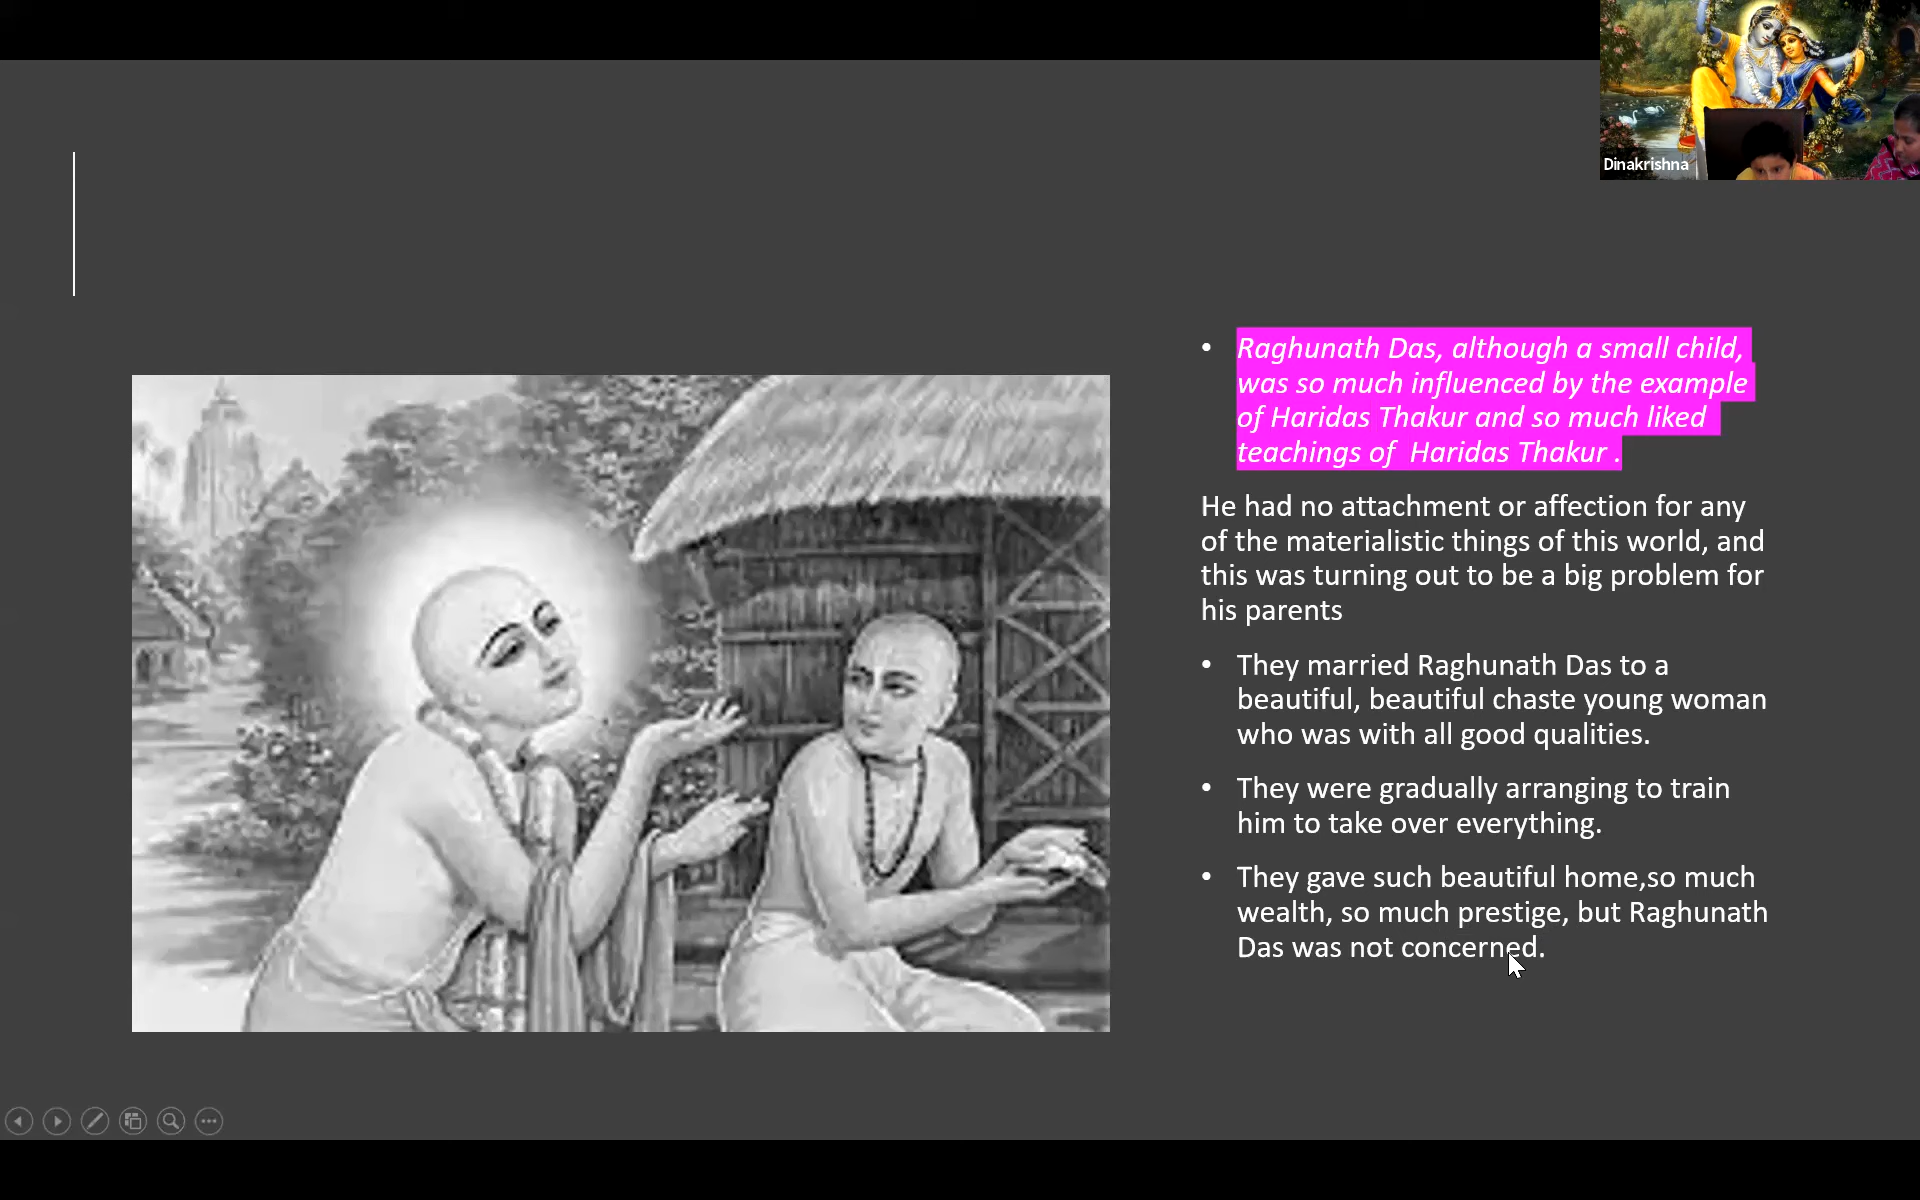 Dinakrishna
• Raghunath Das, although a small child,
was so much influenced by the example
of Haridas Thakur and so much liked
teachings of  Haridas Thakur .
He had no attachment or affection for any
of the materialistic things of this world, and
this was turning out to be a big problem for
his parents
• They married Raghunath Das to a
beautiful, beautiful chaste young woman
who was with all good qualities.
• They were gradually arranging to train
him to take over everything.
• They gave such beautiful home,so much
wealth, so much prestige, but Raghunath
Das was not concerned.